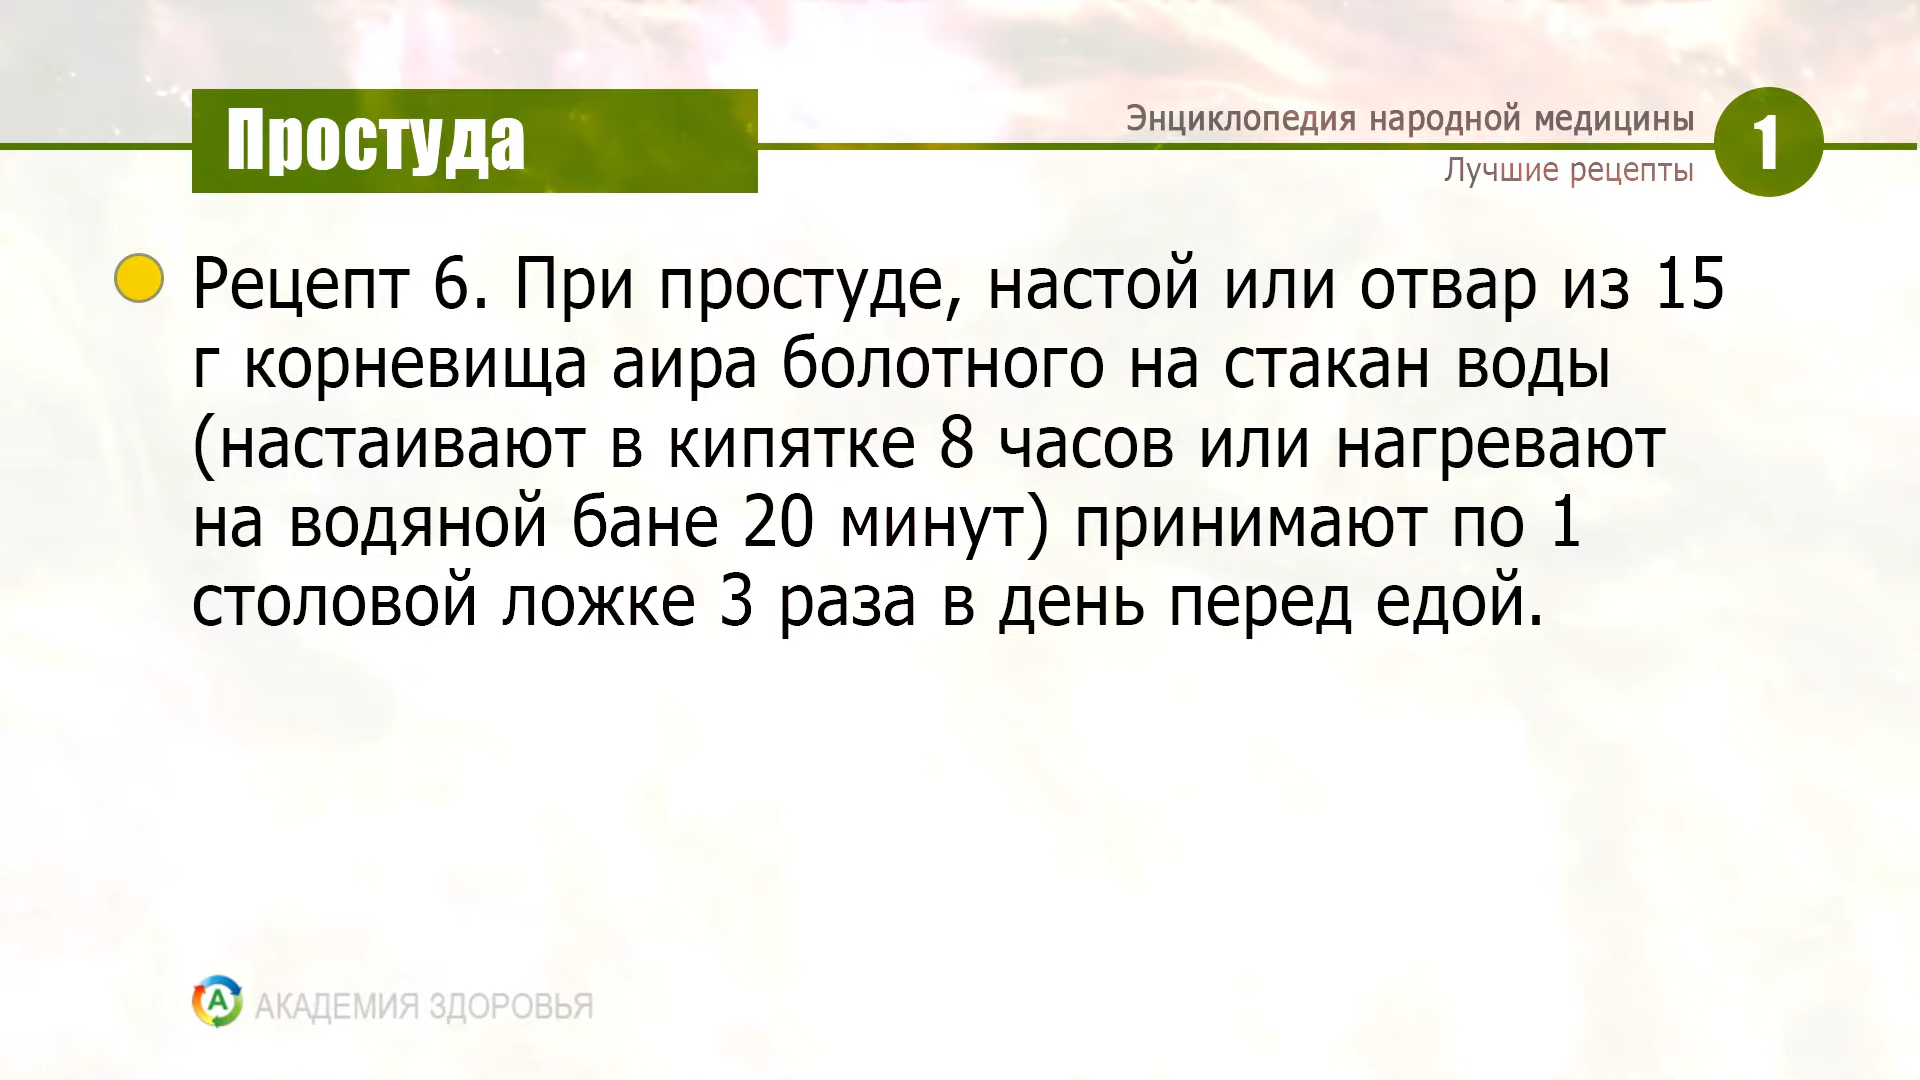 Простуда
Энциклопедия народной медицины
Лучшие рецепты
1
Рецепт 6. При простуде, настой или отвар из 15
г корневища аира болотного на стакан воды
(настаивают в кипятке 8 часов или нагревают
на водяной бане 20 минут) принимают по 1
столовой ложке 3 раза в день перед едой.
А АКАДЕМИЯ ЗДОРОВЬЯ